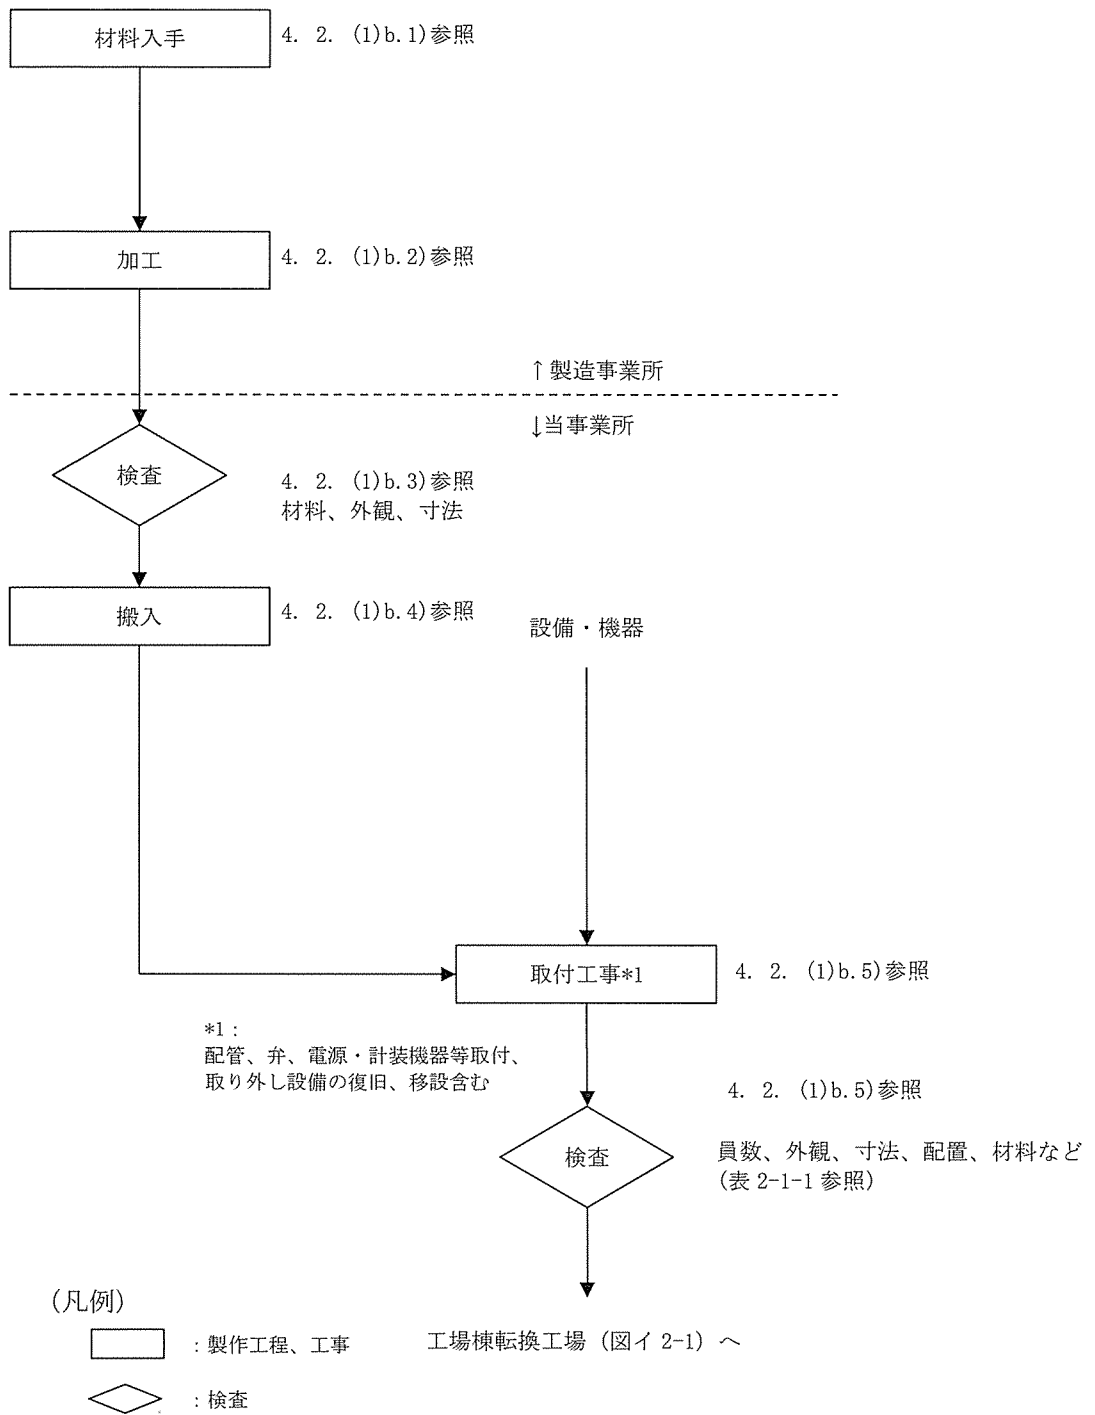 材料入手
4. 2. (1)b.1)参照
加工
4. 2. (1)b.2)参照
↑製造事業所
↓当事業所
検査
4. 2. (1)b.3)参照
材料、外観、寸法
搬入
4. 2. (1)b.4)参照
設備・機器
取付工事*1
4. 2. (1)b.5)参照
*1：
配管、弁、電源・計装機器等取付、
取り外し設備の復旧、移設含む
4. 2. (1)b.5)参照
検査
員数、外観、寸法、配置、材料など
(表 2-1-1 参照)
(凡例)
：製作工程、工事
工場棟転換工場（図イ 2-1）へ
：検査